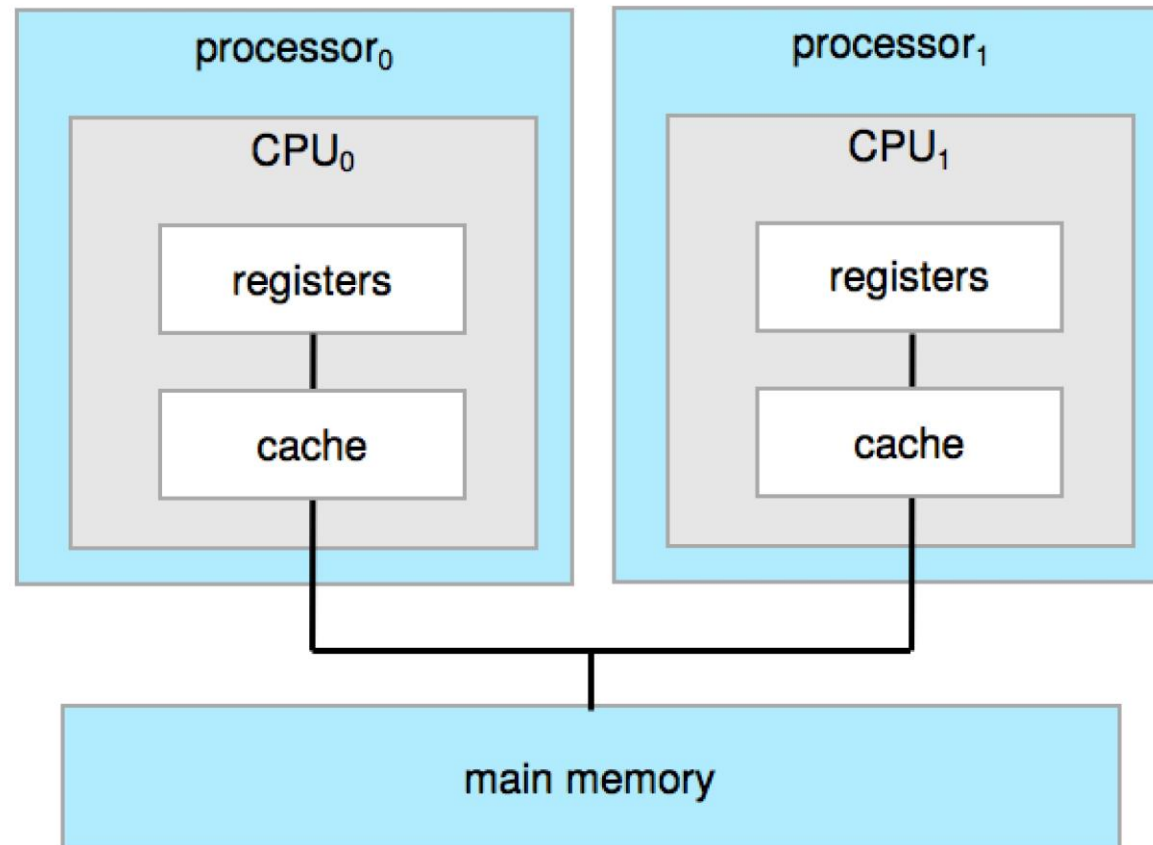 processor₀
CPU₀
registers
cache
processor₁
CPU₁
registers
cache
main memory